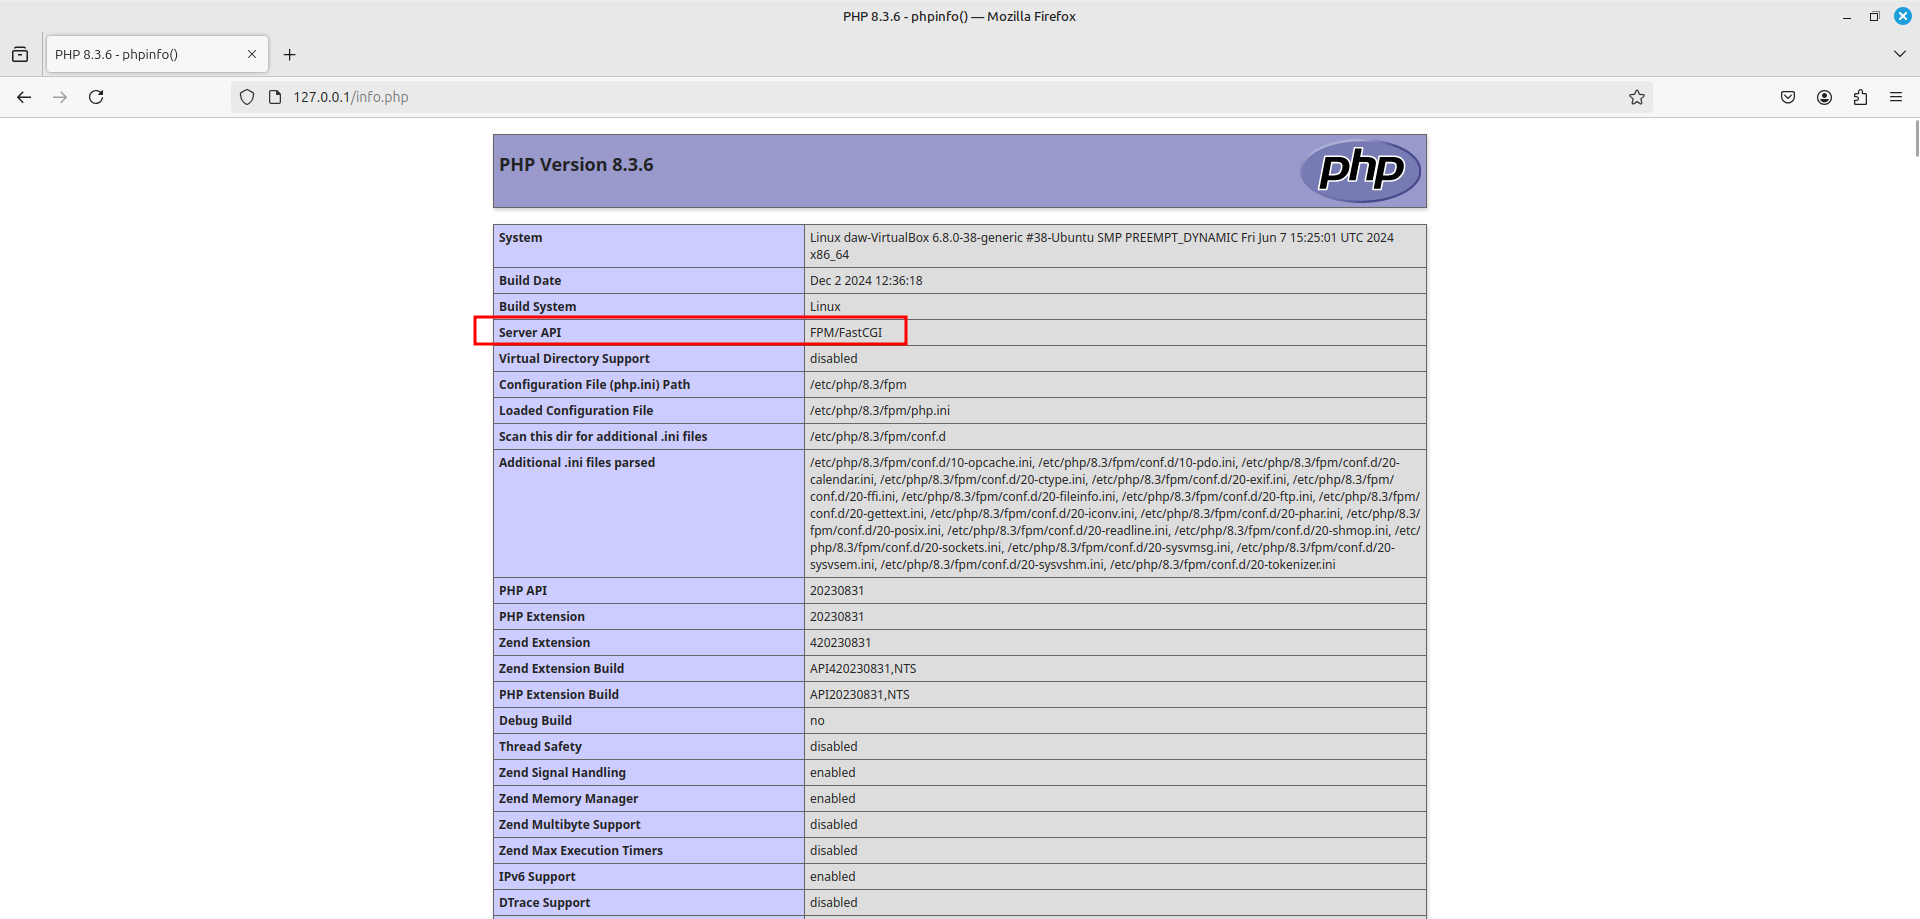 PHP 8.3.6 - phpinfo() — Mozilla Firefox
PHP 8.3.6 - phpinfo()
127.0.0.1/info.php
PHP Version 8.3.6
php
System
Linux daw-VirtualBox 6.8.0-38-generic #38-Ubuntu SMP PREEMPT_DYNAMIC Fri Jun 7 15:25:01 UTC 2024
x86_64
Build Date
Dec 2 2024 12:36:18
Build System
Linux
Server API
FPM/FastCGI
Virtual Directory Support
disabled
Configuration File (php.ini) Path
/etc/php/8.3/fpm
Loaded Configuration File
/etc/php/8.3/fpm/php.ini
Scan this dir for additional .ini files
/etc/php/8.3/fpm/conf.d
Additional .ini files parsed
/etc/php/8.3/fpm/conf.d/10-opcache.ini, /etc/php/8.3/fpm/conf.d/10-pdo.ini, /etc/php/8.3/fpm/conf.d/20-
calendar.ini, /etc/php/8.3/fpm/conf.d/20-ctype.ini, /etc/php/8.3/fpm/conf.d/20-exif.ini, /etc/php/8.3/fpm/
conf.d/20-ffi.ini, /etc/php/8.3/fpm/conf.d/20-fileinfo.ini, /etc/php/8.3/fpm/conf.d/20-ftp.ini, /etc/php/8.3/fpm/
conf.d/20-gettext.ini, /etc/php/8.3/fpm/conf.d/20-iconv.ini, /etc/php/8.3/fpm/conf.d/20-phar.ini, /etc/php/8.3/
fpm/conf.d/20-posix.ini, /etc/php/8.3/fpm/conf.d/20-readline.ini, /etc/php/8.3/fpm/conf.d/20-shmop.ini, /etc/
php/8.3/fpm/conf.d/20-sockets.ini, /etc/php/8.3/fpm/conf.d/20-sysvmsg.ini, /etc/php/8.3/fpm/conf.d/20-
sysvsem.ini, /etc/php/8.3/fpm/conf.d/20-sysvshm.ini, /etc/php/8.3/fpm/conf.d/20-tokenizer.ini
PHP API
20230831
PHP Extension
20230831
Zend Extension
420230831
Zend Extension Build
API420230831,NTS
PHP Extension Build
API20230831,NTS
Debug Build
no
Thread Safety
disabled
Zend Signal Handling
enabled
Zend Memory Manager
enabled
Zend Multibyte Support
disabled
Zend Max Execution Timers
disabled
IPv6 Support
enabled
DTrace Support
disabled